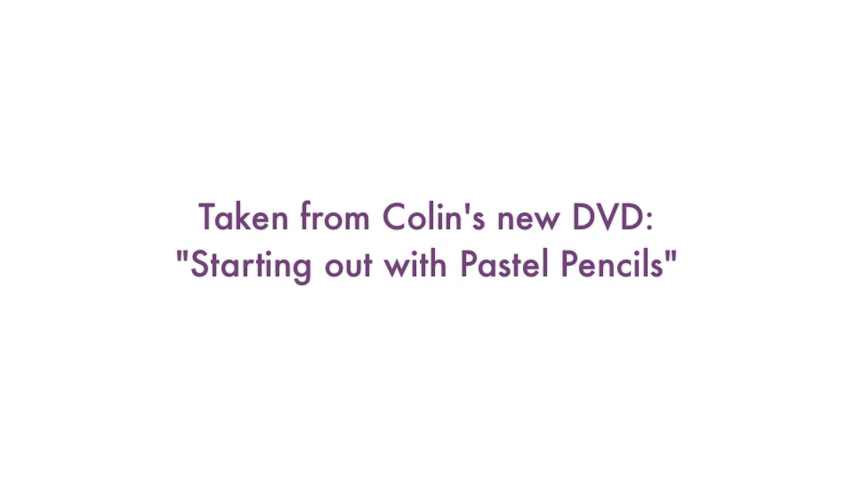 Taken from Colin's new DVD:
"Starting out with Pastel Pencils"